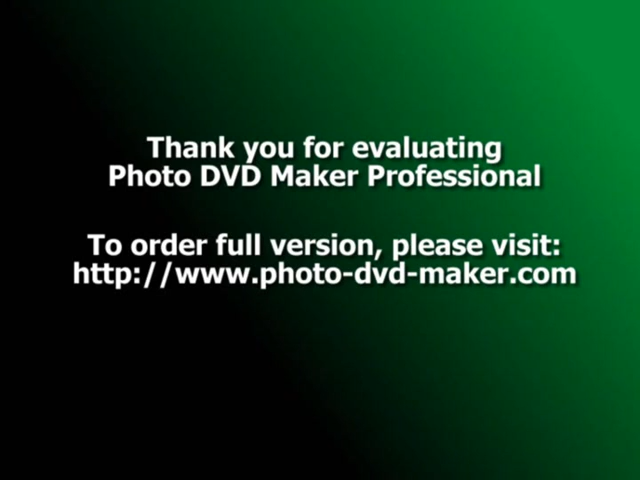 Thank you for evaluating
Photo DVD Maker Professional
To order full version, please visit:
http://www.photo-dvd-maker.com